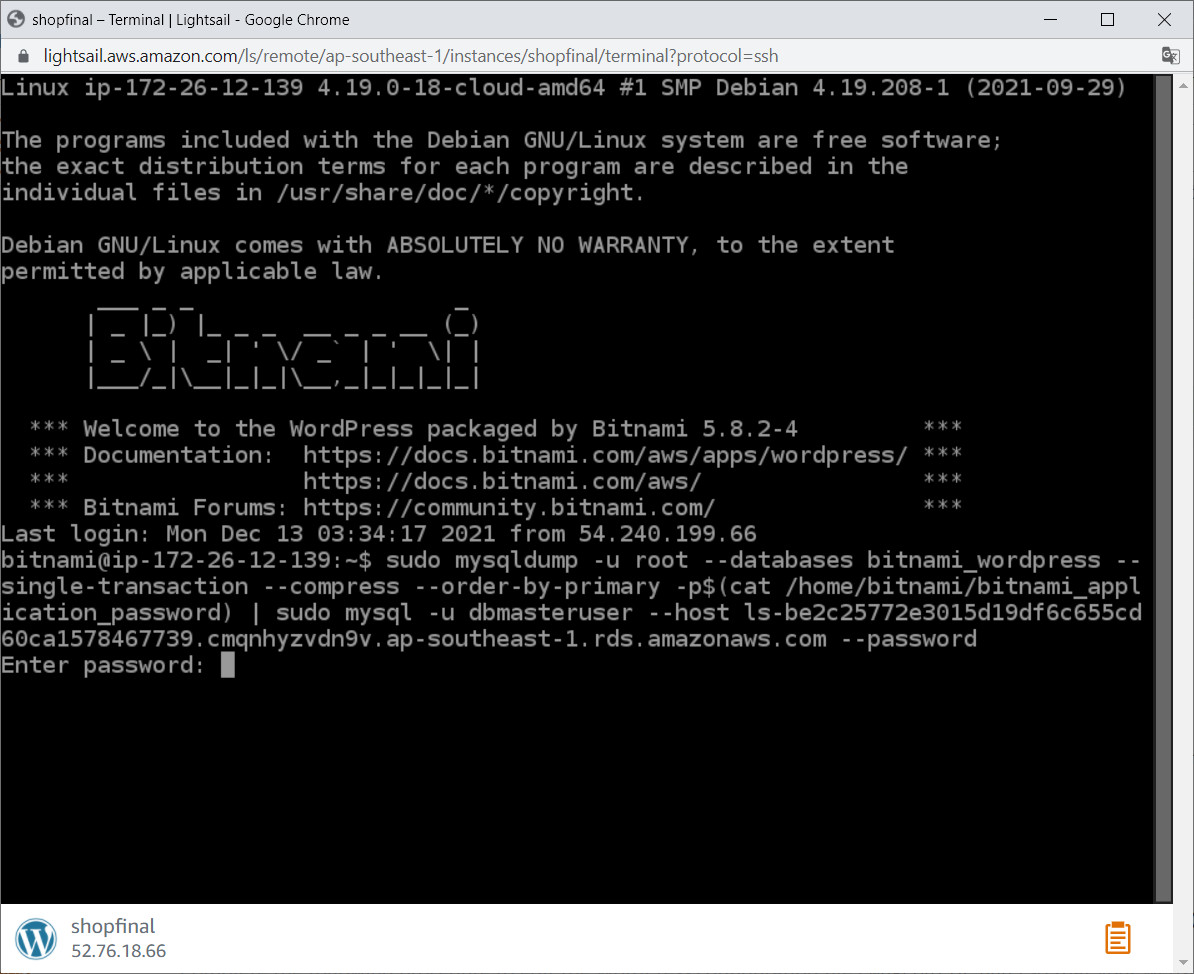 shopfinal – Terminal | Lightsail - Google Chrome
lightsail.aws.amazon.com/ls/remote/ap-southeast-1/instances/shopfinal/terminal?protocol=ssh
Linux ip-172-26-12-139 4.19.0-18-cloud-amd64 #1 SMP Debian 4.19.208-1 (2021-09-29)
The programs included with the Debian GNU/Linux system are free software;
the exact distribution terms for each program are described in the
individual files in /usr/share/doc/*/copyright.
Debian GNU/Linux comes with ABSOLUTELY NO WARRANTY, to the extent
permitted by applicable law.
Bitnami
*** Welcome to the WordPress packaged by Bitnami 5.8.2-4 ***
*** Documentation: https://docs.bitnami.com/aws/apps/wordpress/ ***
*** https://docs.bitnami.com/aws/ ***
*** Bitnami Forums: https://community.bitnami.com/ ***
Last login: Mon Dec 13 03:34:17 2021 from 54.240.199.66
bitnami@ip-172-26-12-139:~$ sudo mysqldump -u root --databases bitnami_wordpress --
single-transaction --compress --order-by-primary -p$(cat /home/bitnami/bitnami_appl
ication_password) | sudo mysql -u dbmasteruser --host ls-be2c25772e3015d19df6c655cd
60ca1578467739.cmqnhyzvdn9v.ap-southeast-1.rds.amazonaws.com --password
Enter password:
shopfinal
52.76.18.66